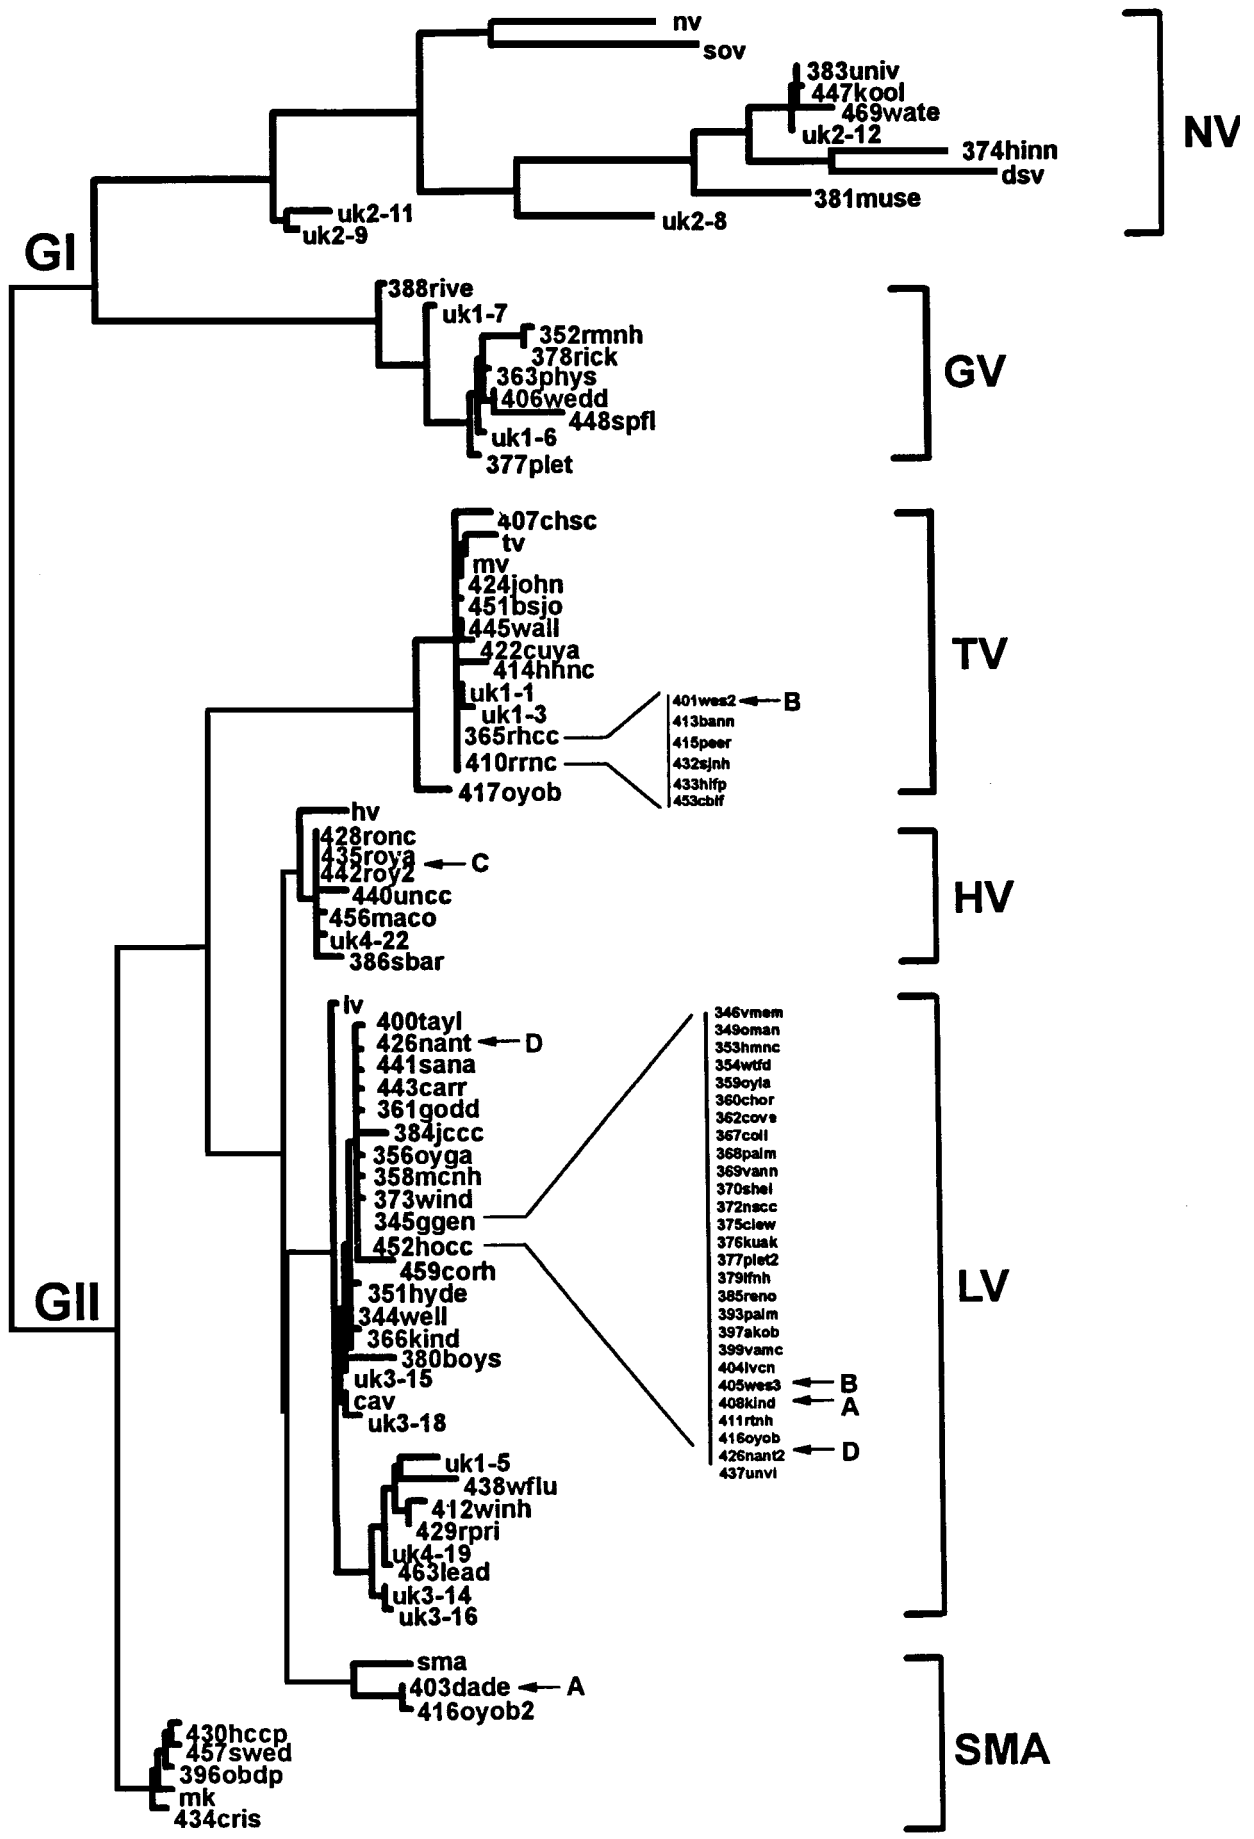 nv
sov
383univ
447kool
469wate
uk2-12
374hinn
dsv
381muse
uk2-8
uk2-11
uk2-9
NV
GI
388rive
uk1-7
352rmnh
378rick
363phys
406wedd
448spfl
uk1-6
377plet
GV
407chsc
tv
mv
424john
451bsjo
445wall
422cuya
414hhnc
uk1-1
uk1-3
365rhcc
410rrnc
417oyob
401wes2 B
413bann
415peer
432sjnh
433hifp
453cbif
TV
hv
428ronc
435roya
442roy2
C
440uncc
456maco
uk4-22
386sbar
HV
lv
400tayl
426nant D
441sana
443carr
361godd
384jccc
356oyga
358mcnh
373wind
345ggen
452hocc
459corh
351hyde
344well
366kind
380boys
uk3-15
cav
uk3-18
uk1-5
438wflu
412winh
429rpri
uk4-19
463lead
uk3-14
uk3-16
346vmem
349oman
353hmnc
354wtfd
359oyla
360chor
362cove
367coll
368palm
369vann
370shel
372nscc
375clew
376kuak
377plet2
379lfnh
385reno
393palm
397akob
399vamc
404lvcn
405wes3 B
408kind A
411rtnh
416oyob
426nant2 D
437unvi
LV
GII
sma
403dade A
416oyob2
430hccp
457swed
396obdp
mk
434cris
SMA